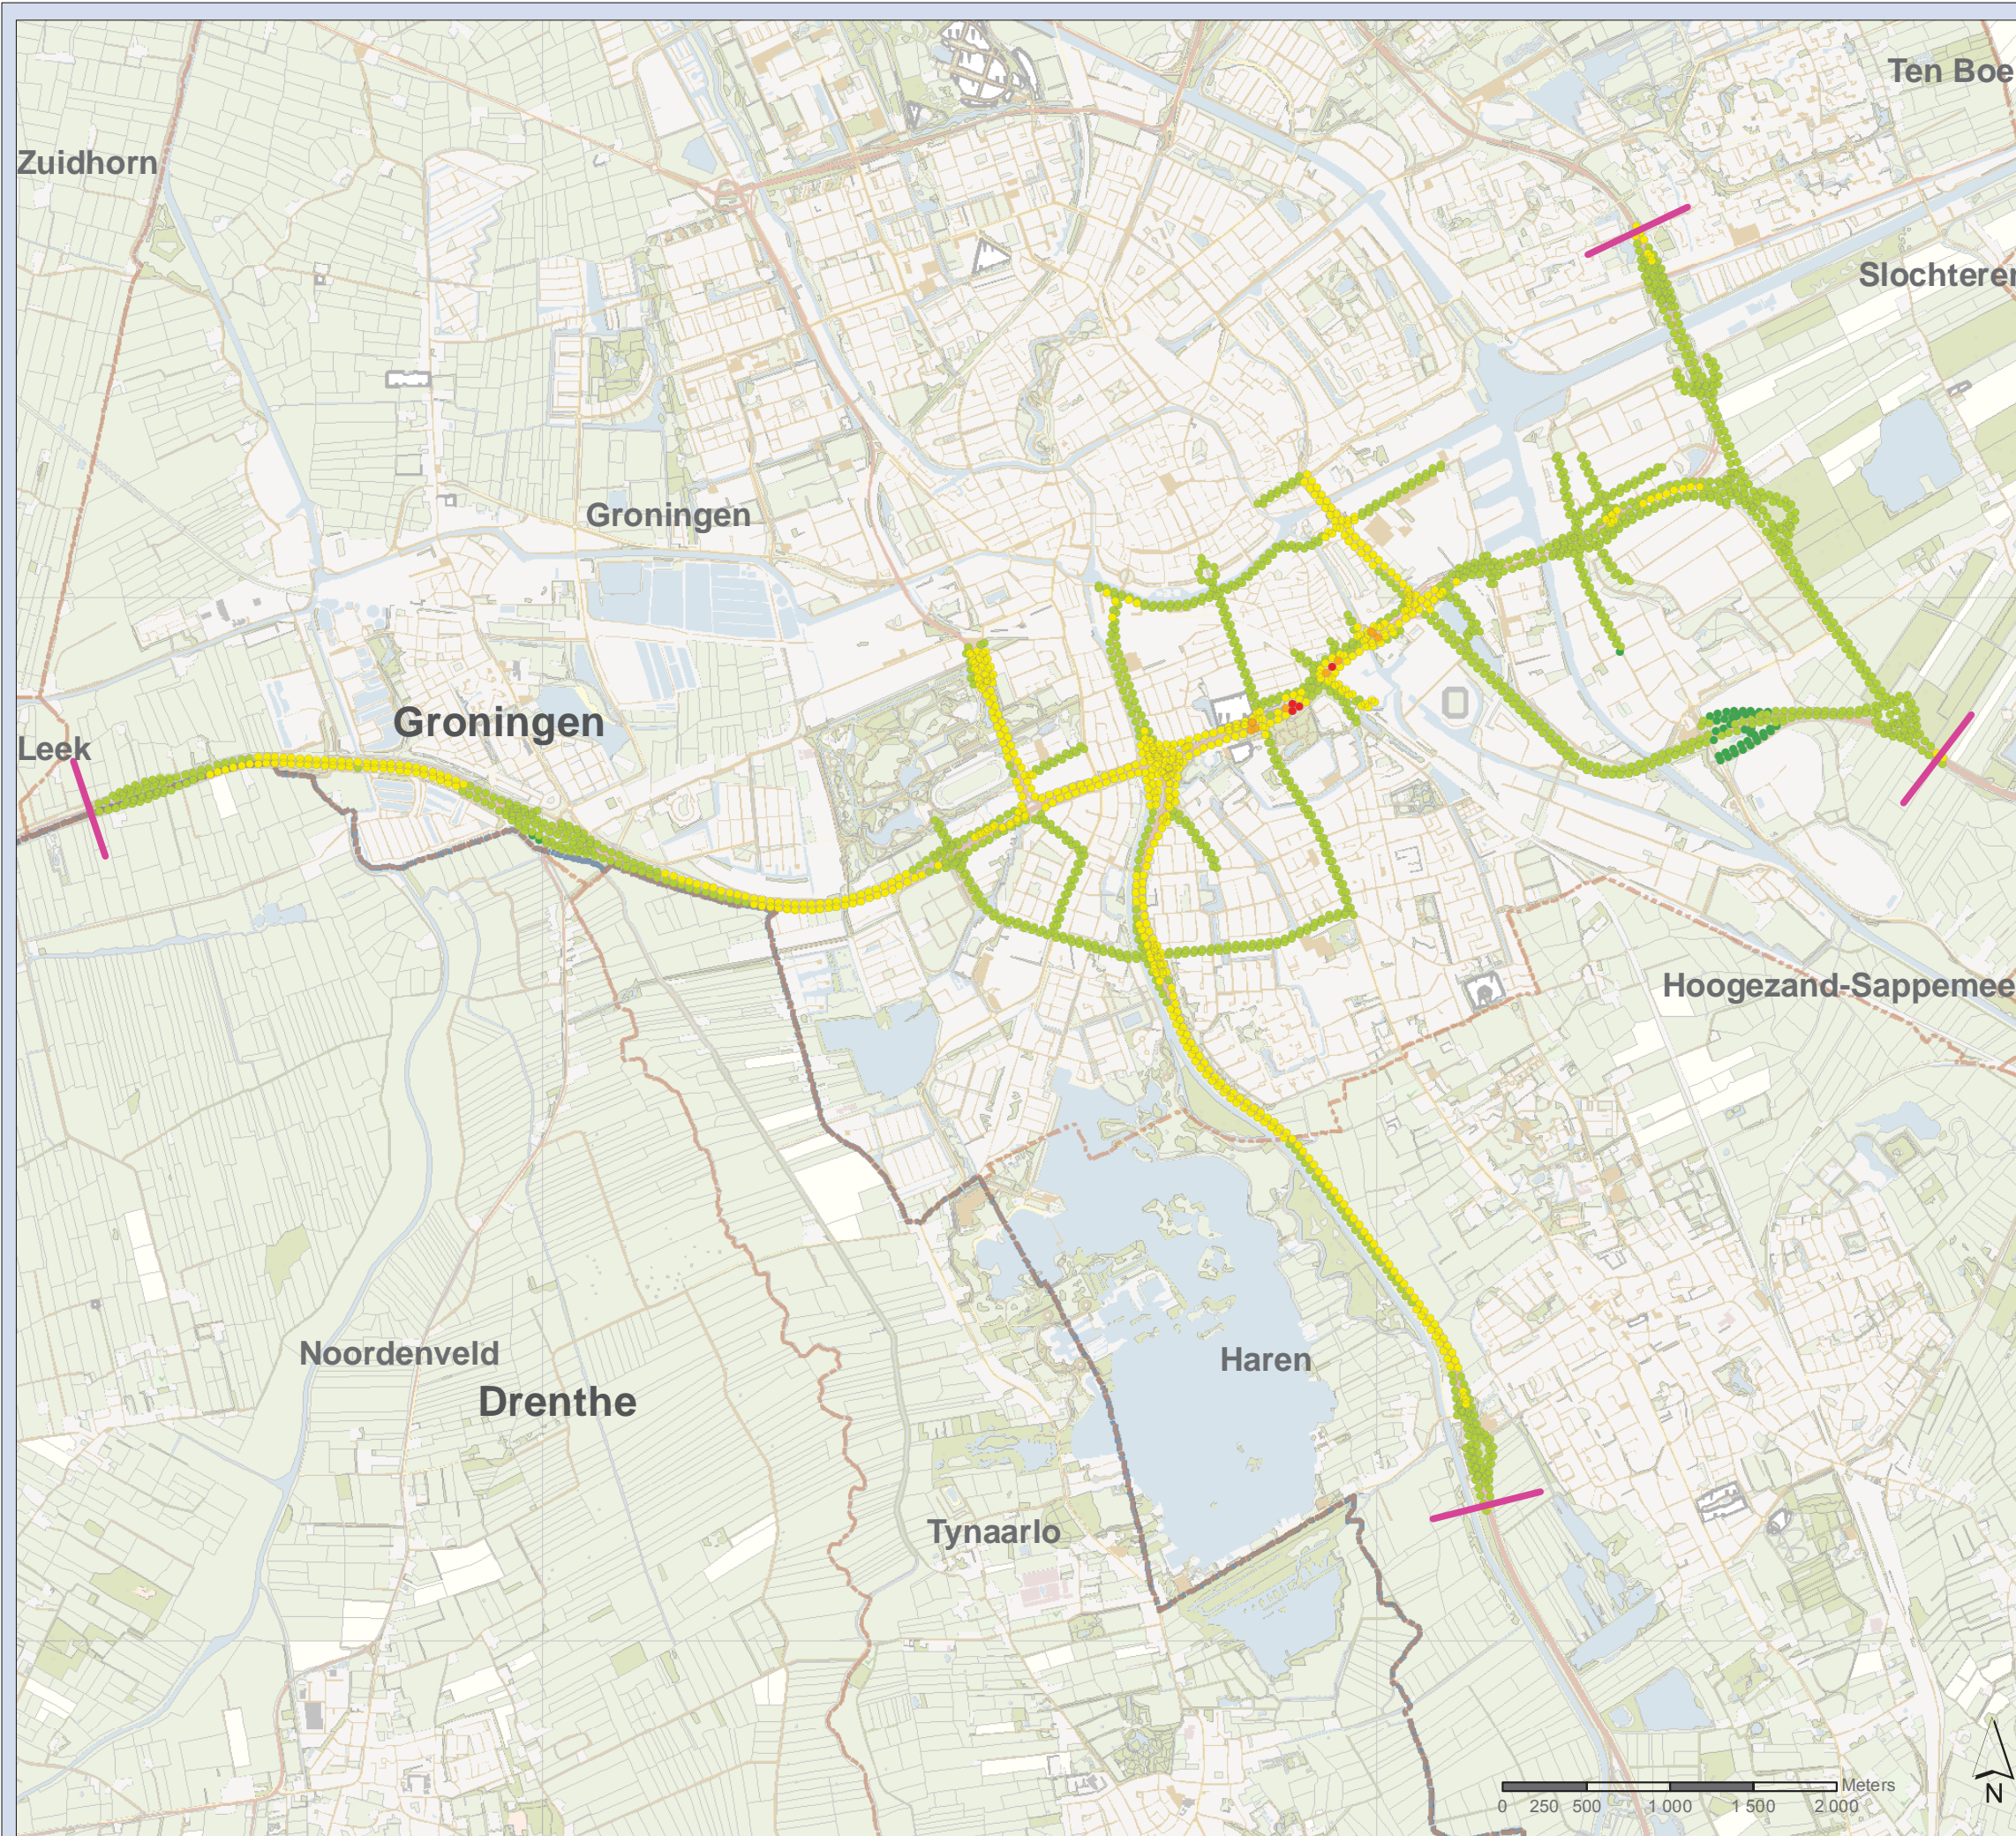 Ten Boe
Zuidhorn
Slochteren
Groningen
Groningen
Leek
Hoogezand-Sappemee
Noordenveld
Haren
Drenthe
Tynaarlo
Meters
0 250 500 1 000 1 500 2 000
N